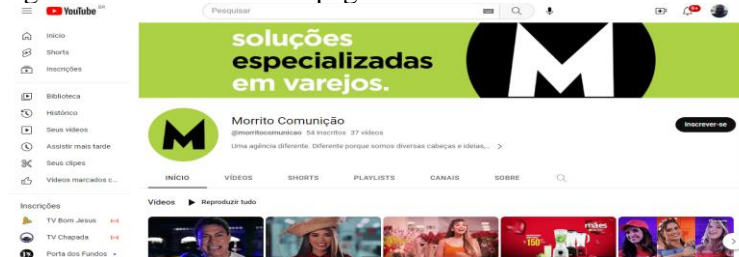 YouTube BR
Pesquisar
9+
Início
Shorts
Inscrições
Biblioteca
Histórico
Seus vídeos
Assistir mais tarde
Seus clipes
Vídeos marcados c...
Inscrições
TV Bom Jesus
TV Chapada
Porta dos Fundos
soluções
especializadas
em varejos.
M
M
Morrito Comunição
@morritocomunicao 54 inscritos 37 vídeos
Uma agência diferente. Diferente porque somos diversas cabeças e ideias,...
Inscrever-se
INÍCIO VÍDEOS SHORTS PLAYLISTS CANAIS SOBRE
Vídeos Reproduzir tudo
mães
150